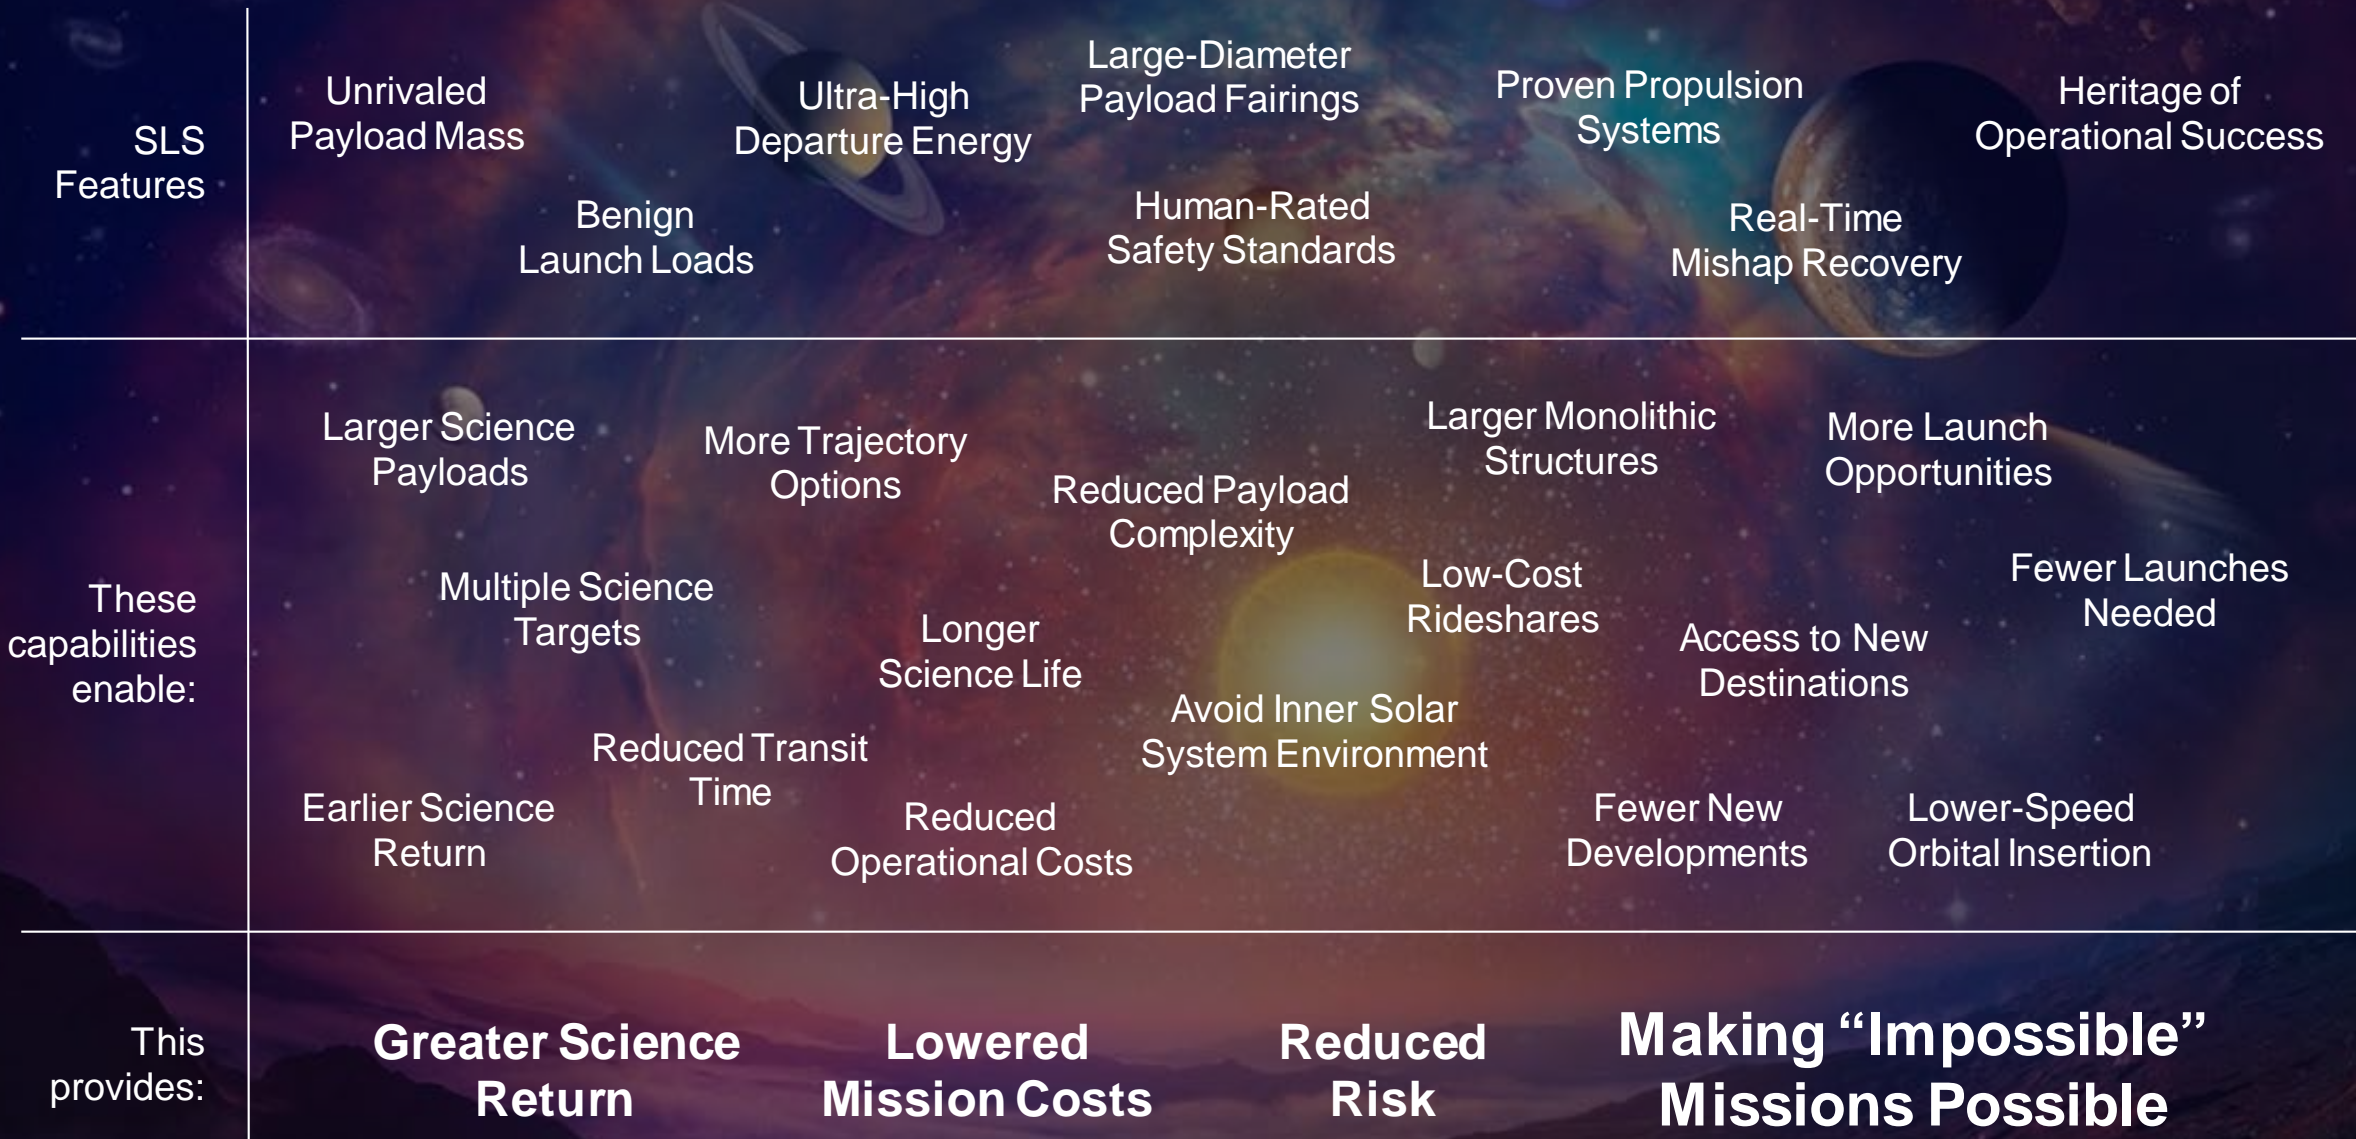 SLS
Features
Unrivaled
Payload Mass
Benign
Launch Loads
Ultra-High
Departure Energy
Large-Diameter
Payload Fairings
Human-Rated
Safety Standards
Proven Propulsion
Systems
Real-Time
Mishap Recovery
Heritage of
Operational Success
These
capabilities
enable:
Larger Science
Payloads
More Trajectory
Options
Reduced Payload
Complexity
Larger Monolithic
Structures
More Launch
Opportunities
Multiple Science
Targets
Longer
Science Life
Low-Cost
Rideshares
Access to New
Destinations
Fewer Launches
Needed
Reduced Transit
Time
Avoid Inner Solar
System Environment
Earlier Science
Return
Reduced
Operational Costs
Fewer New
Developments
Lower-Speed
Orbital Insertion
This
provides:
Greater Science
Return
Lowered
Mission Costs
Reduced
Risk
Making “Impossible”
Missions Possible